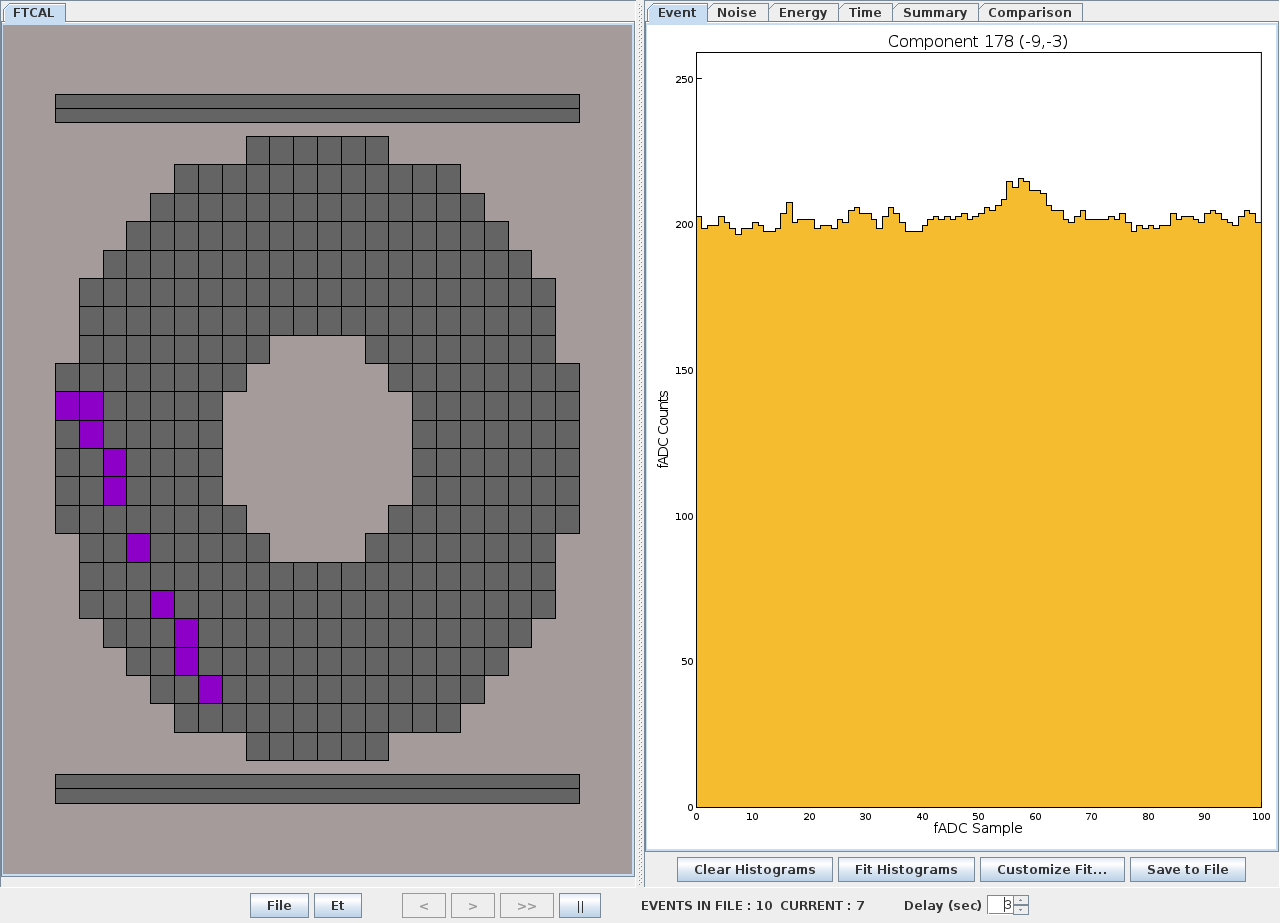 FTCAL
Event Noise Energy Time Summary Comparison
Component 178 (-9,-3)
250
200
150
100
50
0
fADC Counts
0 10 20 30 40 50 60 70 80 90 100
fADC Sample
Clear Histograms Fit Histograms Customize Fit... Save to File
File Et < > >> || EVENTS IN FILE : 10 CURRENT : 7 Delay (sec) 3